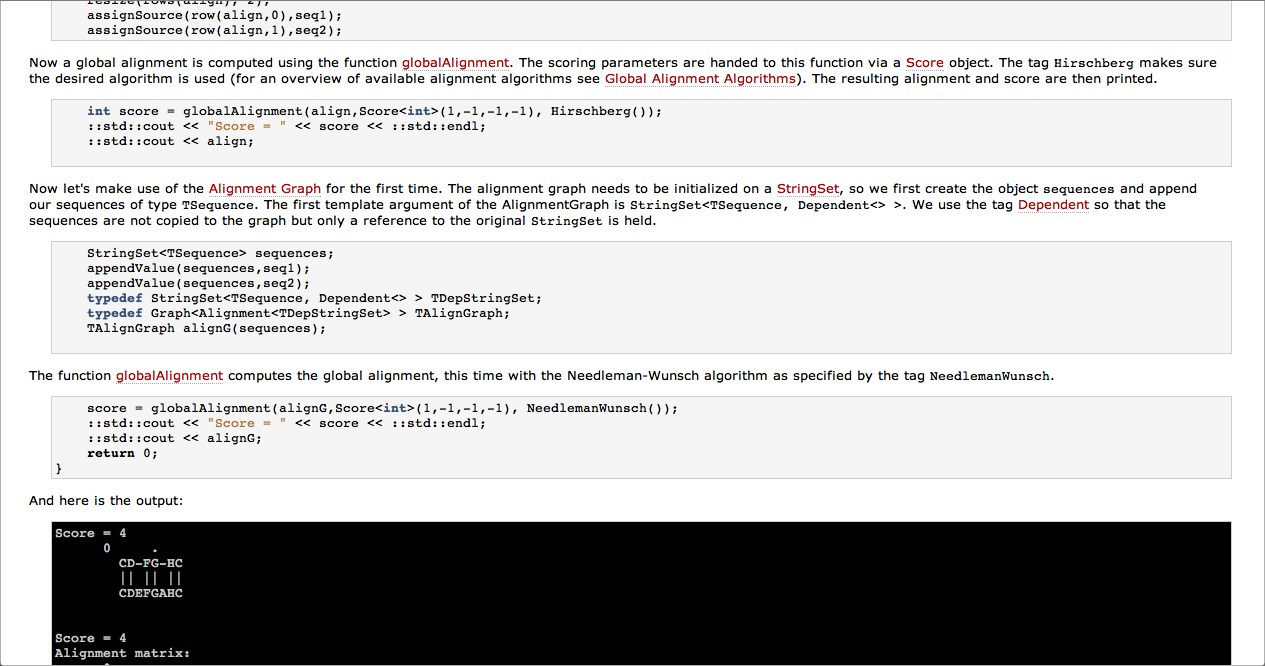 resize(rows(align), 2);
assignSource(row(align,0),seq1);
assignSource(row(align,1),seq2);
Now a global alignment is computed using the function globalAlignment. The scoring parameters are handed to this function via a Score object. The tag Hirschberg makes sure
the desired algorithm is used (for an overview of available alignment algorithms see Global Alignment Algorithms). The resulting alignment and score are then printed.
int score = globalAlignment(align,Score<int>(1,-1,-1,-1), Hirschberg());
::std::cout << "Score = " << score << ::std::endl;
::std::cout << align;
Now let's make use of the Alignment Graph for the first time. The alignment graph needs to be initialized on a StringSet, so we first create the object sequences and append
our sequences of type TSequence. The first template argument of the AlignmentGraph is StringSet<TSequence, Dependent<> >. We use the tag Dependent so that the
sequences are not copied to the graph but only a reference to the original StringSet is held.
StringSet<TSequence> sequences;
appendValue(sequences,seq1);
appendValue(sequences,seq2);
typedef StringSet<TSequence, Dependent<> > TDepStringSet;
typedef Graph<Alignment<TDepStringSet> > TAlignGraph;
TAlignGraph alignG(sequences);
The function globalAlignment computes the global alignment, this time with the Needleman-Wunsch algorithm as specified by the tag NeedlemanWunsch.
score = globalAlignment(alignG,Score<int>(1,-1,-1,-1), NeedlemanWunsch());
::std::cout << "Score = " << score << ::std::endl;
::std::cout << alignG;
return 0;
}
And here is the output:
Score = 4
0     .
CD-FG-HC
|| || ||
CDEFGAHC
Score = 4
Alignment matrix: